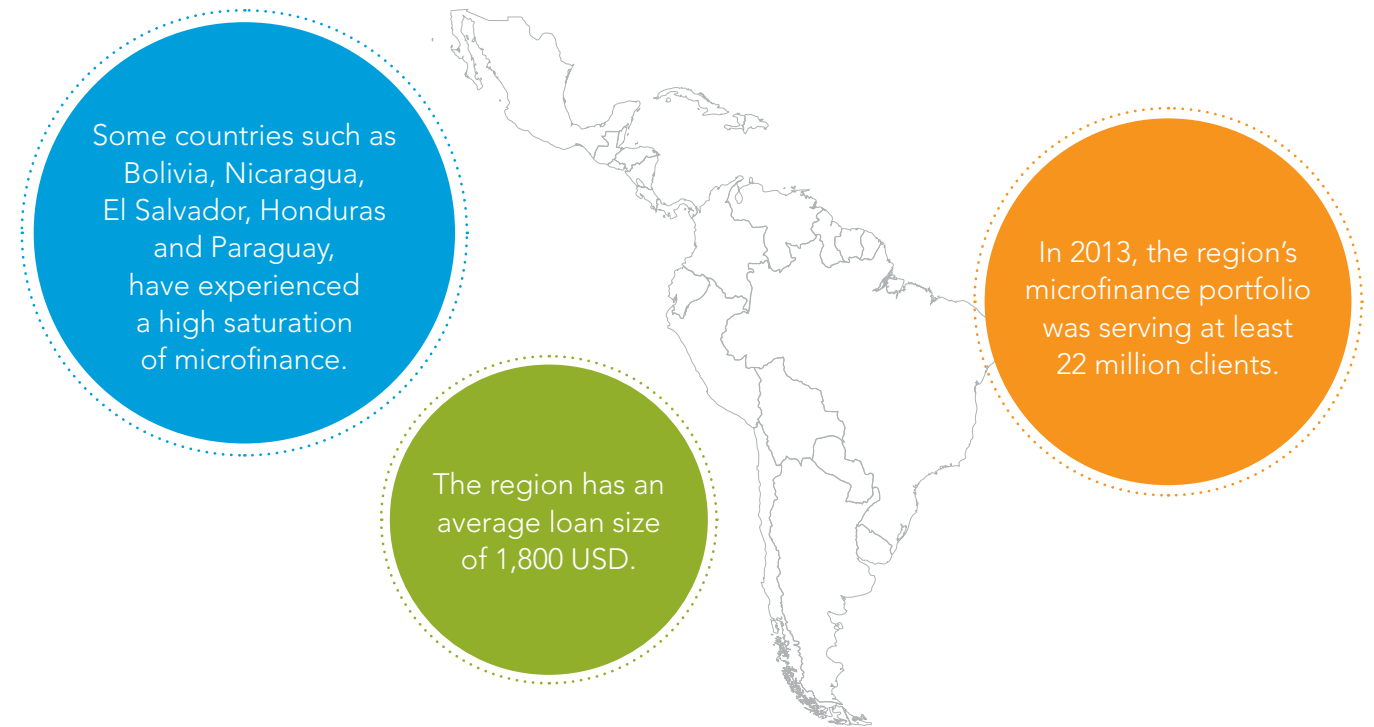 Some countries such as
Bolivia, Nicaragua,
El Salvador, Honduras
and Paraguay,
have experienced
a high saturation
of microfinance.
The region has an
average loan size
of 1,800 USD.
In 2013, the region’s
microfinance portfolio
was serving at least
22 million clients.